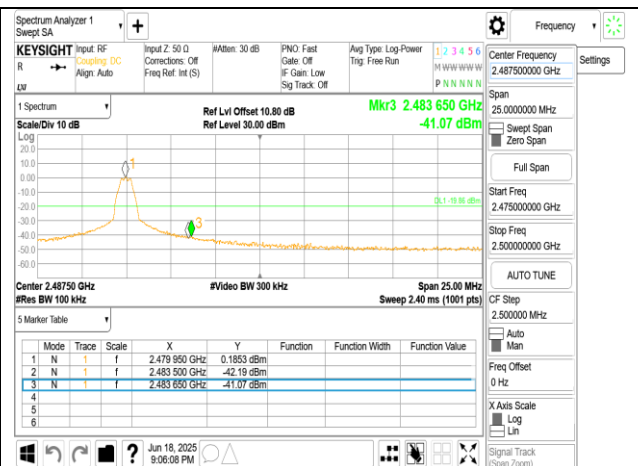 Spectrum Analyzer 1
Swept SA
Frequency
KEYSIGHT
R
Input: RF
Coupling: DC
Align: Auto
Input Z: 50 Ω
Corrections: Off
Freq Ref: Int (S)
#Atten: 30 dB
PNO: Fast
Gate: Off
IF Gain: Low
Sig Track: Off
Avg Type: Log-Power
Trig: Free Run
1 2 3 4 5 6
M W W W W W
P N N N N N
Settings
Center Frequency
2.487500000 GHz
Span
25.0000000 MHz
Swept Span
Zero Span
Full Span
Start Freq
2.475000000 GHz
Stop Freq
2.500000000 GHz
AUTO TUNE
CF Step
2.500000 MHz
Auto
Man
Freq Offset
0 Hz
X Axis Scale
Log
Lin
Signal Track
(Span Zoom)
1 Spectrum
Scale/Div 10 dB
Ref Lvl Offset 10.80 dB
Ref Level 30.00 dBm
Mkr3 2.483 650 GHz
-41.07 dBm
Log
20.0
10.0
0.00
-10.0
-20.0
-30.0
-40.0
-50.0
-60.0
1
3
Center 2.48750 GHz
#Res BW 100 kHz
#Video BW 300 kHz
Span 25.00 MHz
Sweep 2.40 ms (1001 pts)
5 Marker Table
Mode Trace Scale X Y Function Function Width Function Value
1 N 1 f 2.479 950 GHz 0.1853 dBm
2 N 1 f 2.483 500 GHz -42.19 dBm
3 N 1 f 2.483 650 GHz -41.07 dBm
4
5
6
Jun 18, 2025
9:06:08 PM